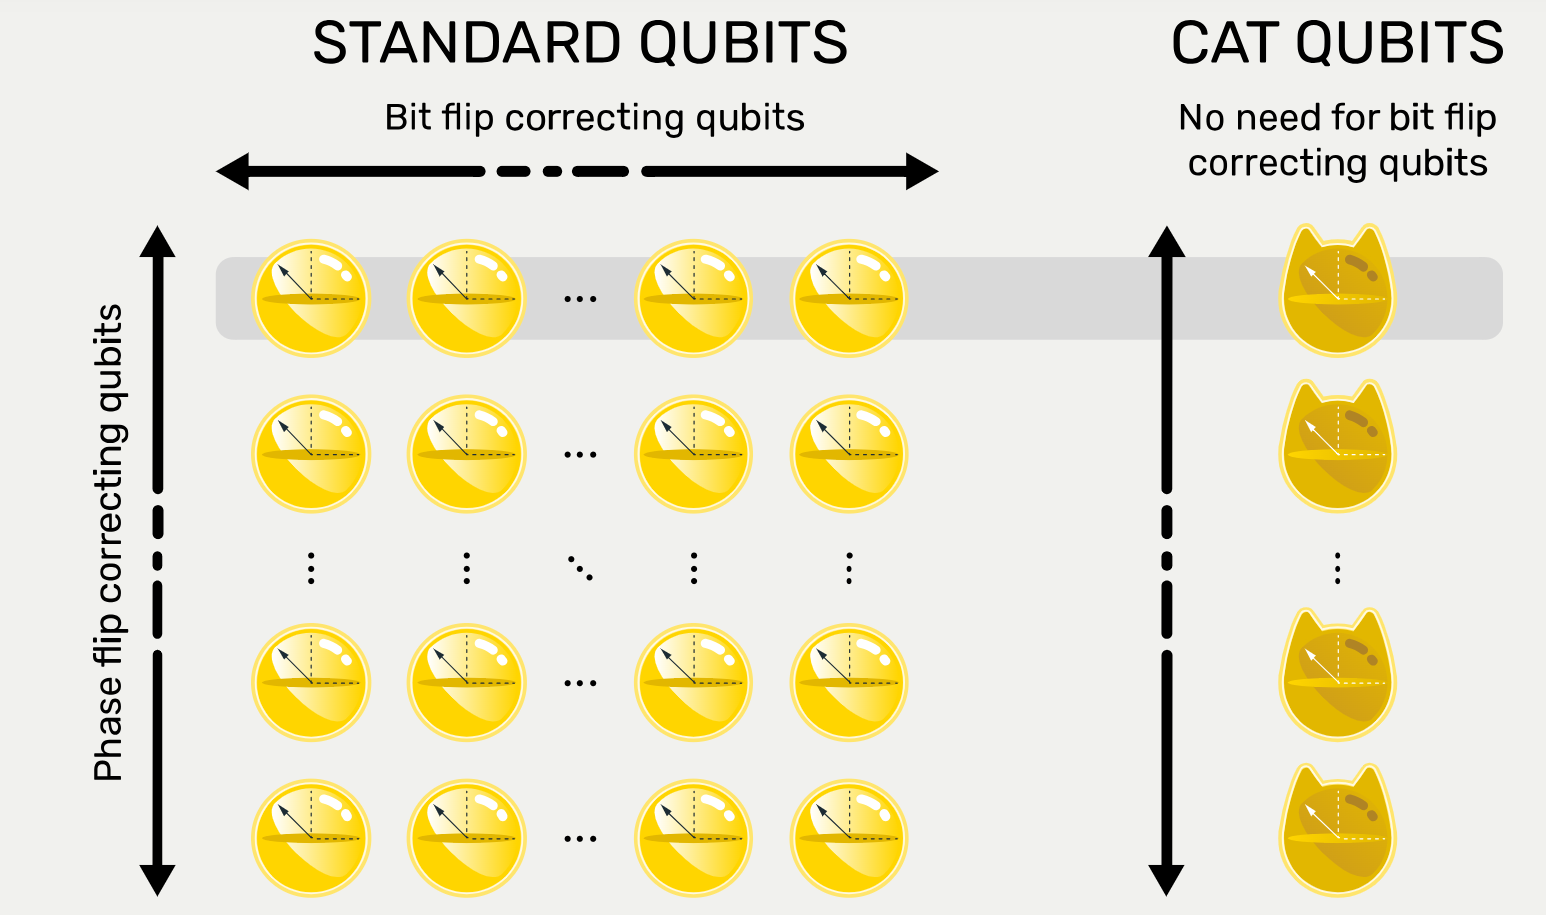 STANDARD QUBITS
Bit flip correcting qubits
CAT QUBITS
No need for bit flip
correcting qubits
Phase flip correcting qubits